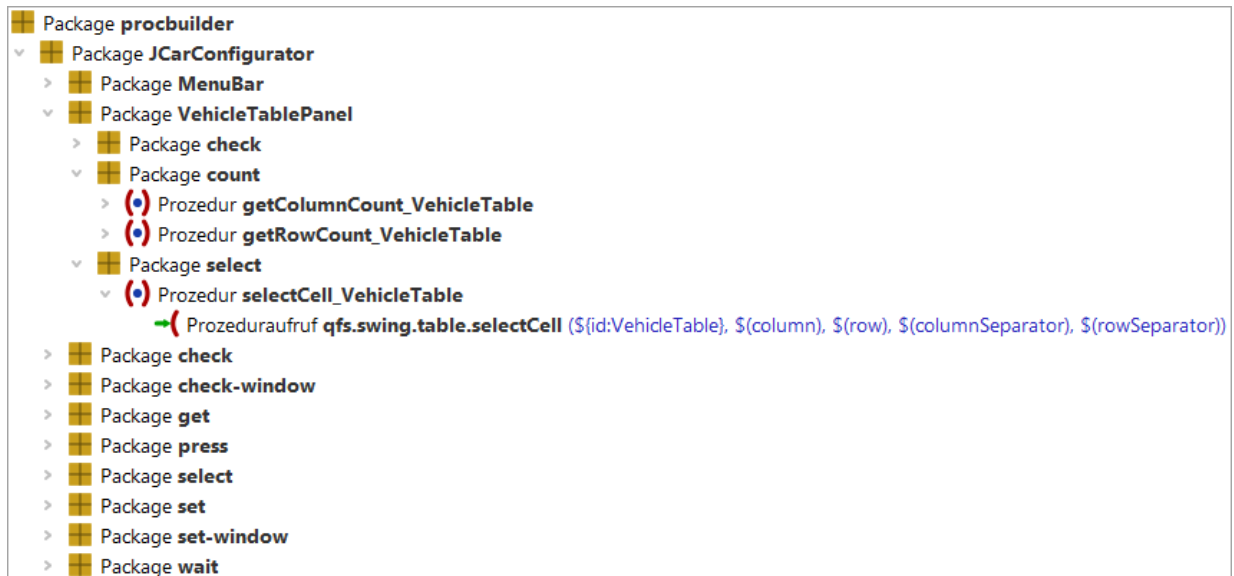 Package procbuilder
Package JCarConfigurator
Package MenuBar
Package VehicleTablePanel
Package check
Package count
Prozedur getColumnCount_VehicleTable
Prozedur getRowCount_VehicleTable
Package select
Prozedur selectCell_VehicleTable
Prozeduraufruf qfs.swing.table.selectCell (${id:VehicleTable}, $(column), $(row), $(columnSeparator), $(rowSeparator))
Package check
Package check-window
Package get
Package press
Package select
Package set
Package set-window
Package wait